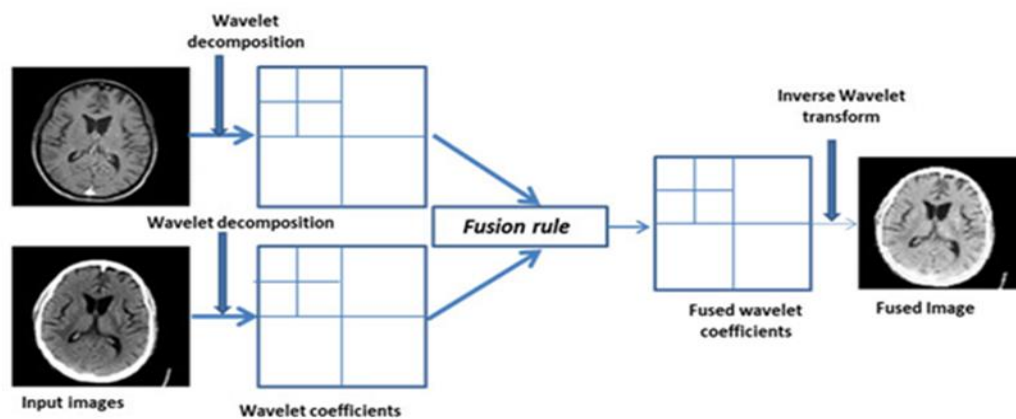 Wavelet
decomposition
Inverse Wavelet
transform
Wavelet decomposition
Fusion rule
Fused wavelet
coefficients
Fused Image
Input images
Wavelet coefficients